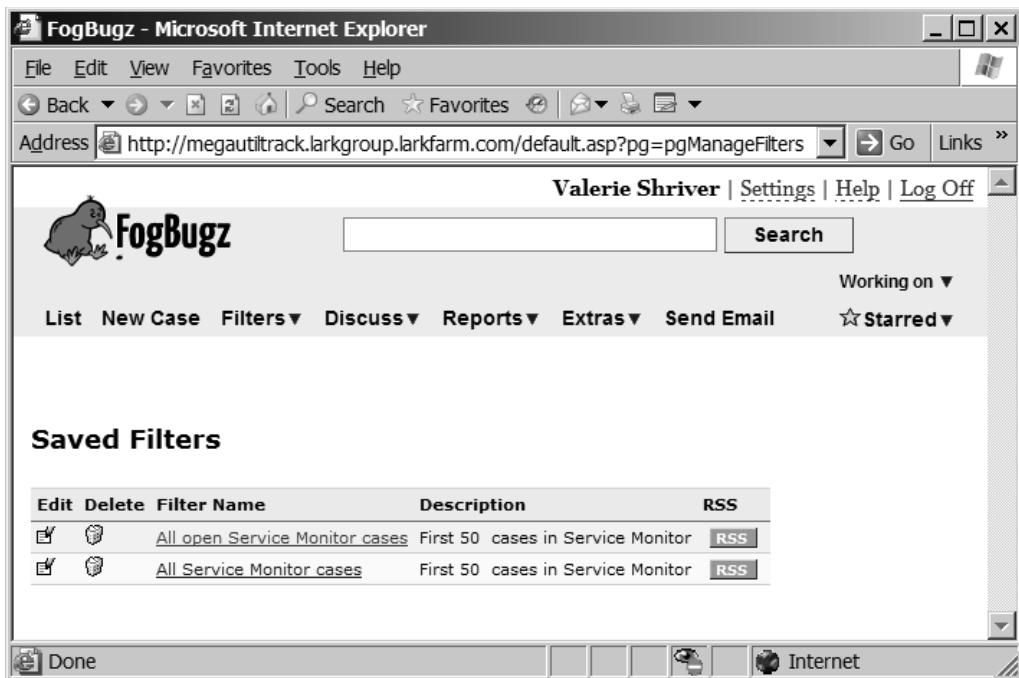 FogBugz - Microsoft Internet Explorer
File Edit View Favorites Tools Help
Back Search Favorites
Address http://megautiltrack.larkgroup.larkfarm.com/default.asp?pg=pgManageFilters Go Links »
Valerie Shriver | Settings | Help | Log Off
FogBugz Search
Working on ▼
List New Case Filters ▼ Discuss ▼ Reports ▼ Extras ▼ Send Email ☆ Starred ▼
Saved Filters
Edit Delete Filter Name Description RSS
All open Service Monitor cases First 50 cases in Service Monitor RSS
All Service Monitor cases First 50 cases in Service Monitor RSS
Done Internet